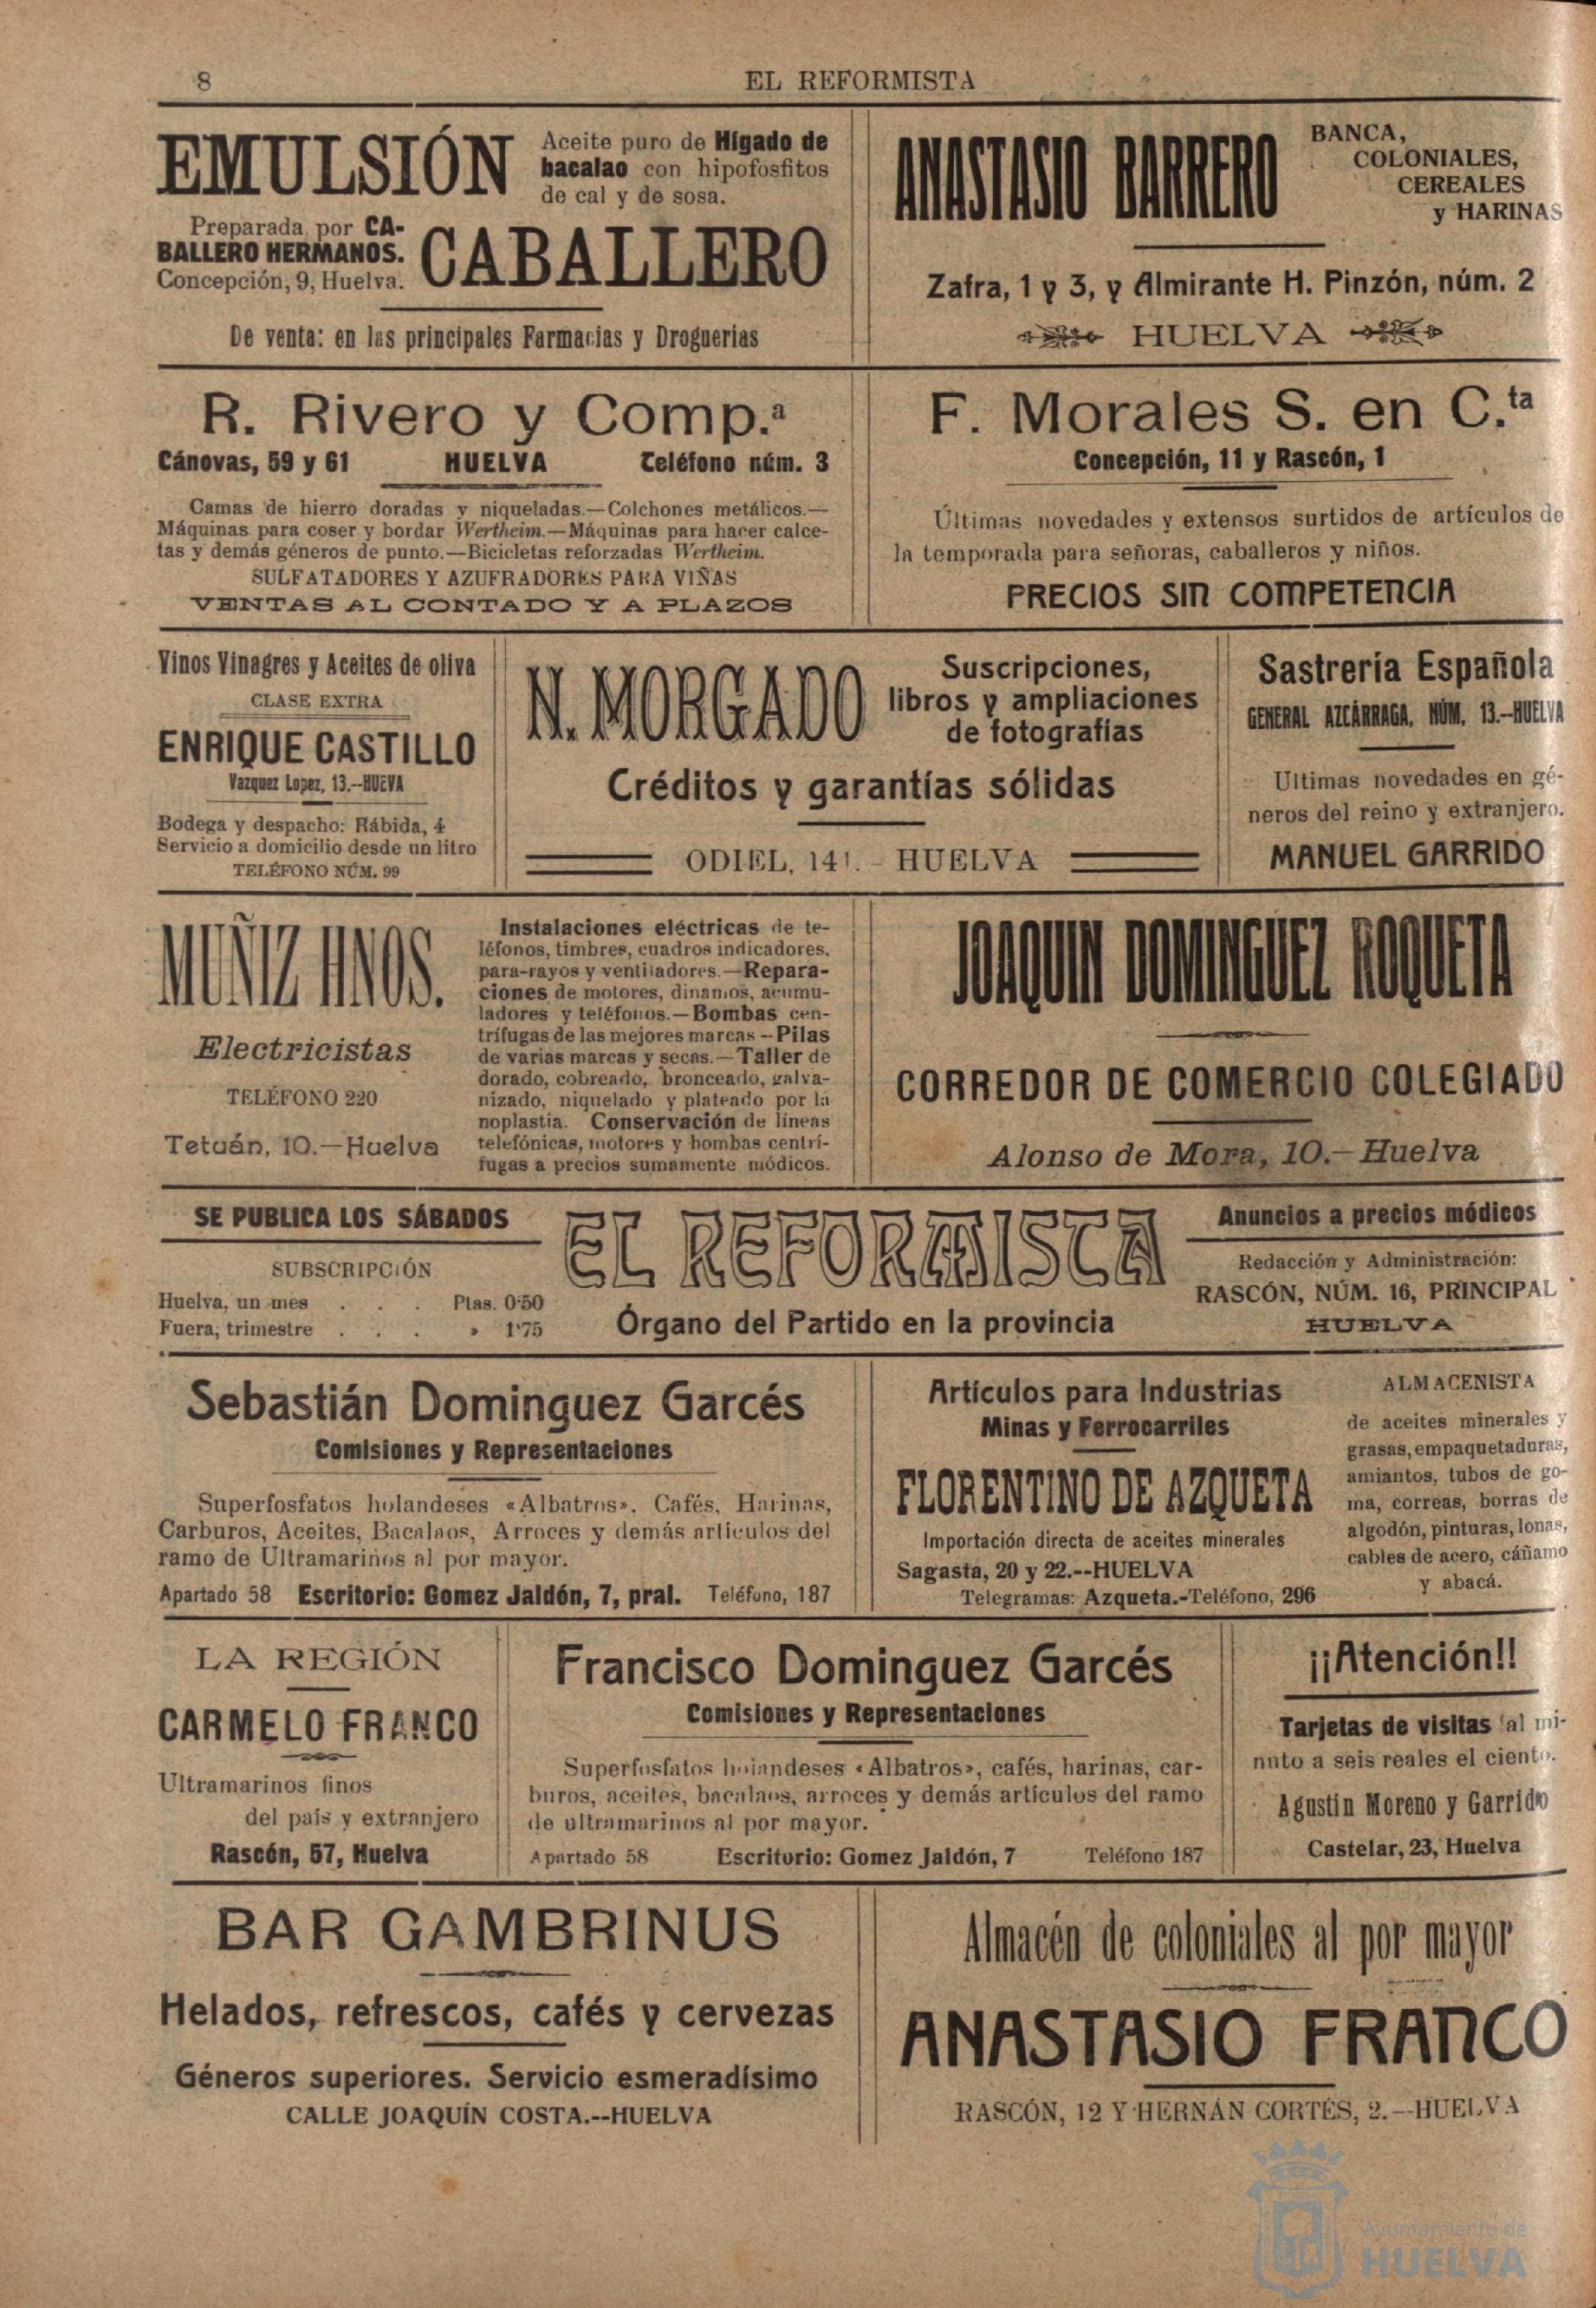 8
EL REFORMISTA
EMULSIÓN
Aceite puro de Hígado de
bacalao con hipofosfitos
de cal y de sosa.
Preparada por CA-
BALLERO HERMANOS.
Concepción, 9, Huelva.
CABALLERO
De venta: en las principales Farmacias y Droguerias
ANASTASIO BARRERO
BANCA,
COLONIALES,
CEREALES
y HARINAS
Zafra, 1 y 3, y Almirante H. Pinzón, núm. 2
HUELVA
R. Rivero y Comp.ª
Cánovas, 59 y 61 HUELVA Teléfono núm. 3
Camas de hierro doradas y niqueladas.—Colchones metálicos.—
Máquinas para coser y bordar Wertheim.—Máquinas para hacer calce-
tas y demás géneros de punto.—Bicicletas reforzadas Wertheim.
SULFATADORES Y AZUFRADORES PARA VIÑAS
VENTAS AL CONTADO Y A PLAZOS
F. Morales S. en C.ta
Concepción, 11 y Rascón, 1
Últimas novedades y extensos surtidos de artículos de
la temporada para señoras, caballeros y niños.
PRECIOS SIN COMPETENCIA
Vinos Vinagres y Aceites de oliva
CLASE EXTRA
ENRIQUE CASTILLO
Vazquez Lopez, 13.--HUEVA
Bodega y despacho: Rábida, 4
Servicio a domicilio desde un litro
TELÉFONO NÚM. 99
N. MORGADO
Suscripciones,
libros y ampliaciones
de fotografías
Créditos y garantías sólidas
ODIEL, 141.- HUELVA
Sastrería Española
GENERAL AZCÁRRAGA, NÚM. 13.--HUELVA
Ultimas novedades en gé-
neros del reino y extranjero.
MANUEL GARRIDO
MUÑIZ HNOS.
Electricistas
TELÉFONO 220
Tetuán, 10.—Huelva
Instalaciones eléctricas de te-
léfonos, timbres, cuadros indicadores,
para-rayos y ventiladores.—Repara-
ciones de motores, dinamos, acumu-
ladores y teléfonos.—Bombas cen-
trífugas de las mejores marcas -- Pilas
de varias marcas y secas.—Taller de
dorado, cobreado, bronceado, galva-
nizado, niquelado y plateado por la
noplastia. Conservación de líneas
telefónicas, motores y bombas centrí-
fugas a precios sumamente módicos.
JOAQUIN DOMINGUEZ ROQUETA
CORREDOR DE COMERCIO COLEGIADO
Alonso de Mora, 10.—Huelva
SE PUBLICA LOS SÁBADOS
SUBSCRIPCIÓN
Huelva, un mes . . . Ptas. 0'50
Fuera, trimestre . . . » 1'75
EL REFORMISTA
Órgano del Partido en la provincia
Anuncios a precios módicos
Redacción y Administración:
RASCÓN, NÚM. 16, PRINCIPAL
HUELVA
Sebastián Dominguez Garcés
Comisiones y Representaciones
Superfosfatos holandeses «Albatros», Cafés, Harinas,
Carburos, Aceites, Bacalaos, Arroces y demás artículos del
ramo de Ultramarinos al por mayor.
Apartado 58 Escritorio: Gomez Jaldón, 7, pral. Teléfono, 187
Artículos para Industrias
Minas y Ferrocarriles
FLORENTINO DE AZQUETA
Importación directa de aceites minerales
Sagasta, 20 y 22.--HUELVA
Telegramas: Azqueta.-Teléfono, 296
ALMACENISTA
de aceites minerales y
grasas, empaquetaduras,
amiantos, tubos de go-
ma, correas, borras de
algodón, pinturas, lonas,
cables de acero, cáñamo
y abacá.
LA REGIÓN
CARMELO FRANCO
Ultramarinos finos
del país y extranjero
Rascón, 57, Huelva
Francisco Dominguez Garcés
Comisiones y Representaciones
Superfosfatos holandeses «Albatros», cafés, harinas, car-
buros, aceites, bacalaos, arroces y demás artículos del ramo
de ultramarinos al por mayor.
Apartado 58 Escritorio: Gomez Jaldón, 7 Teléfono 187
¡¡Atención!!
Tarjetas de visitas al mi-
nuto a seis reales el ciento.
Agustin Moreno y Garrido
Castelar, 23, Huelva
BAR GAMBRINUS
Helados, refrescos, cafés y cervezas
Géneros superiores. Servicio esmeradísimo
CALLE JOAQUÍN COSTA.--HUELVA
Almacén de coloniales al por mayor
ANASTASIO FRANCO
RASCÓN, 12 Y HERNÁN CORTÉS, 2.—HUELVA
Ayuntamiento de
HUELVA